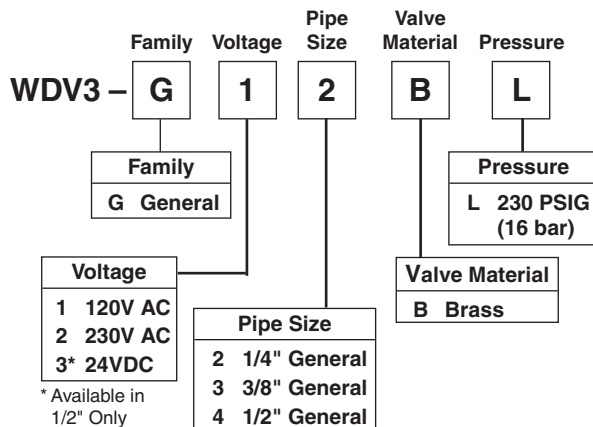 Family Voltage Pipe Size Valve Material Pressure
WDV3 – G 1 2 B L
Family
G General
Pressure
L 230 PSIG
(16 bar)
Voltage
1 120V AC
2 230V AC
3* 24VDC
* Available in
1/2" Only
Pipe Size
2 1/4" General
3 3/8" General
4 1/2" General
Valve Material
B Brass